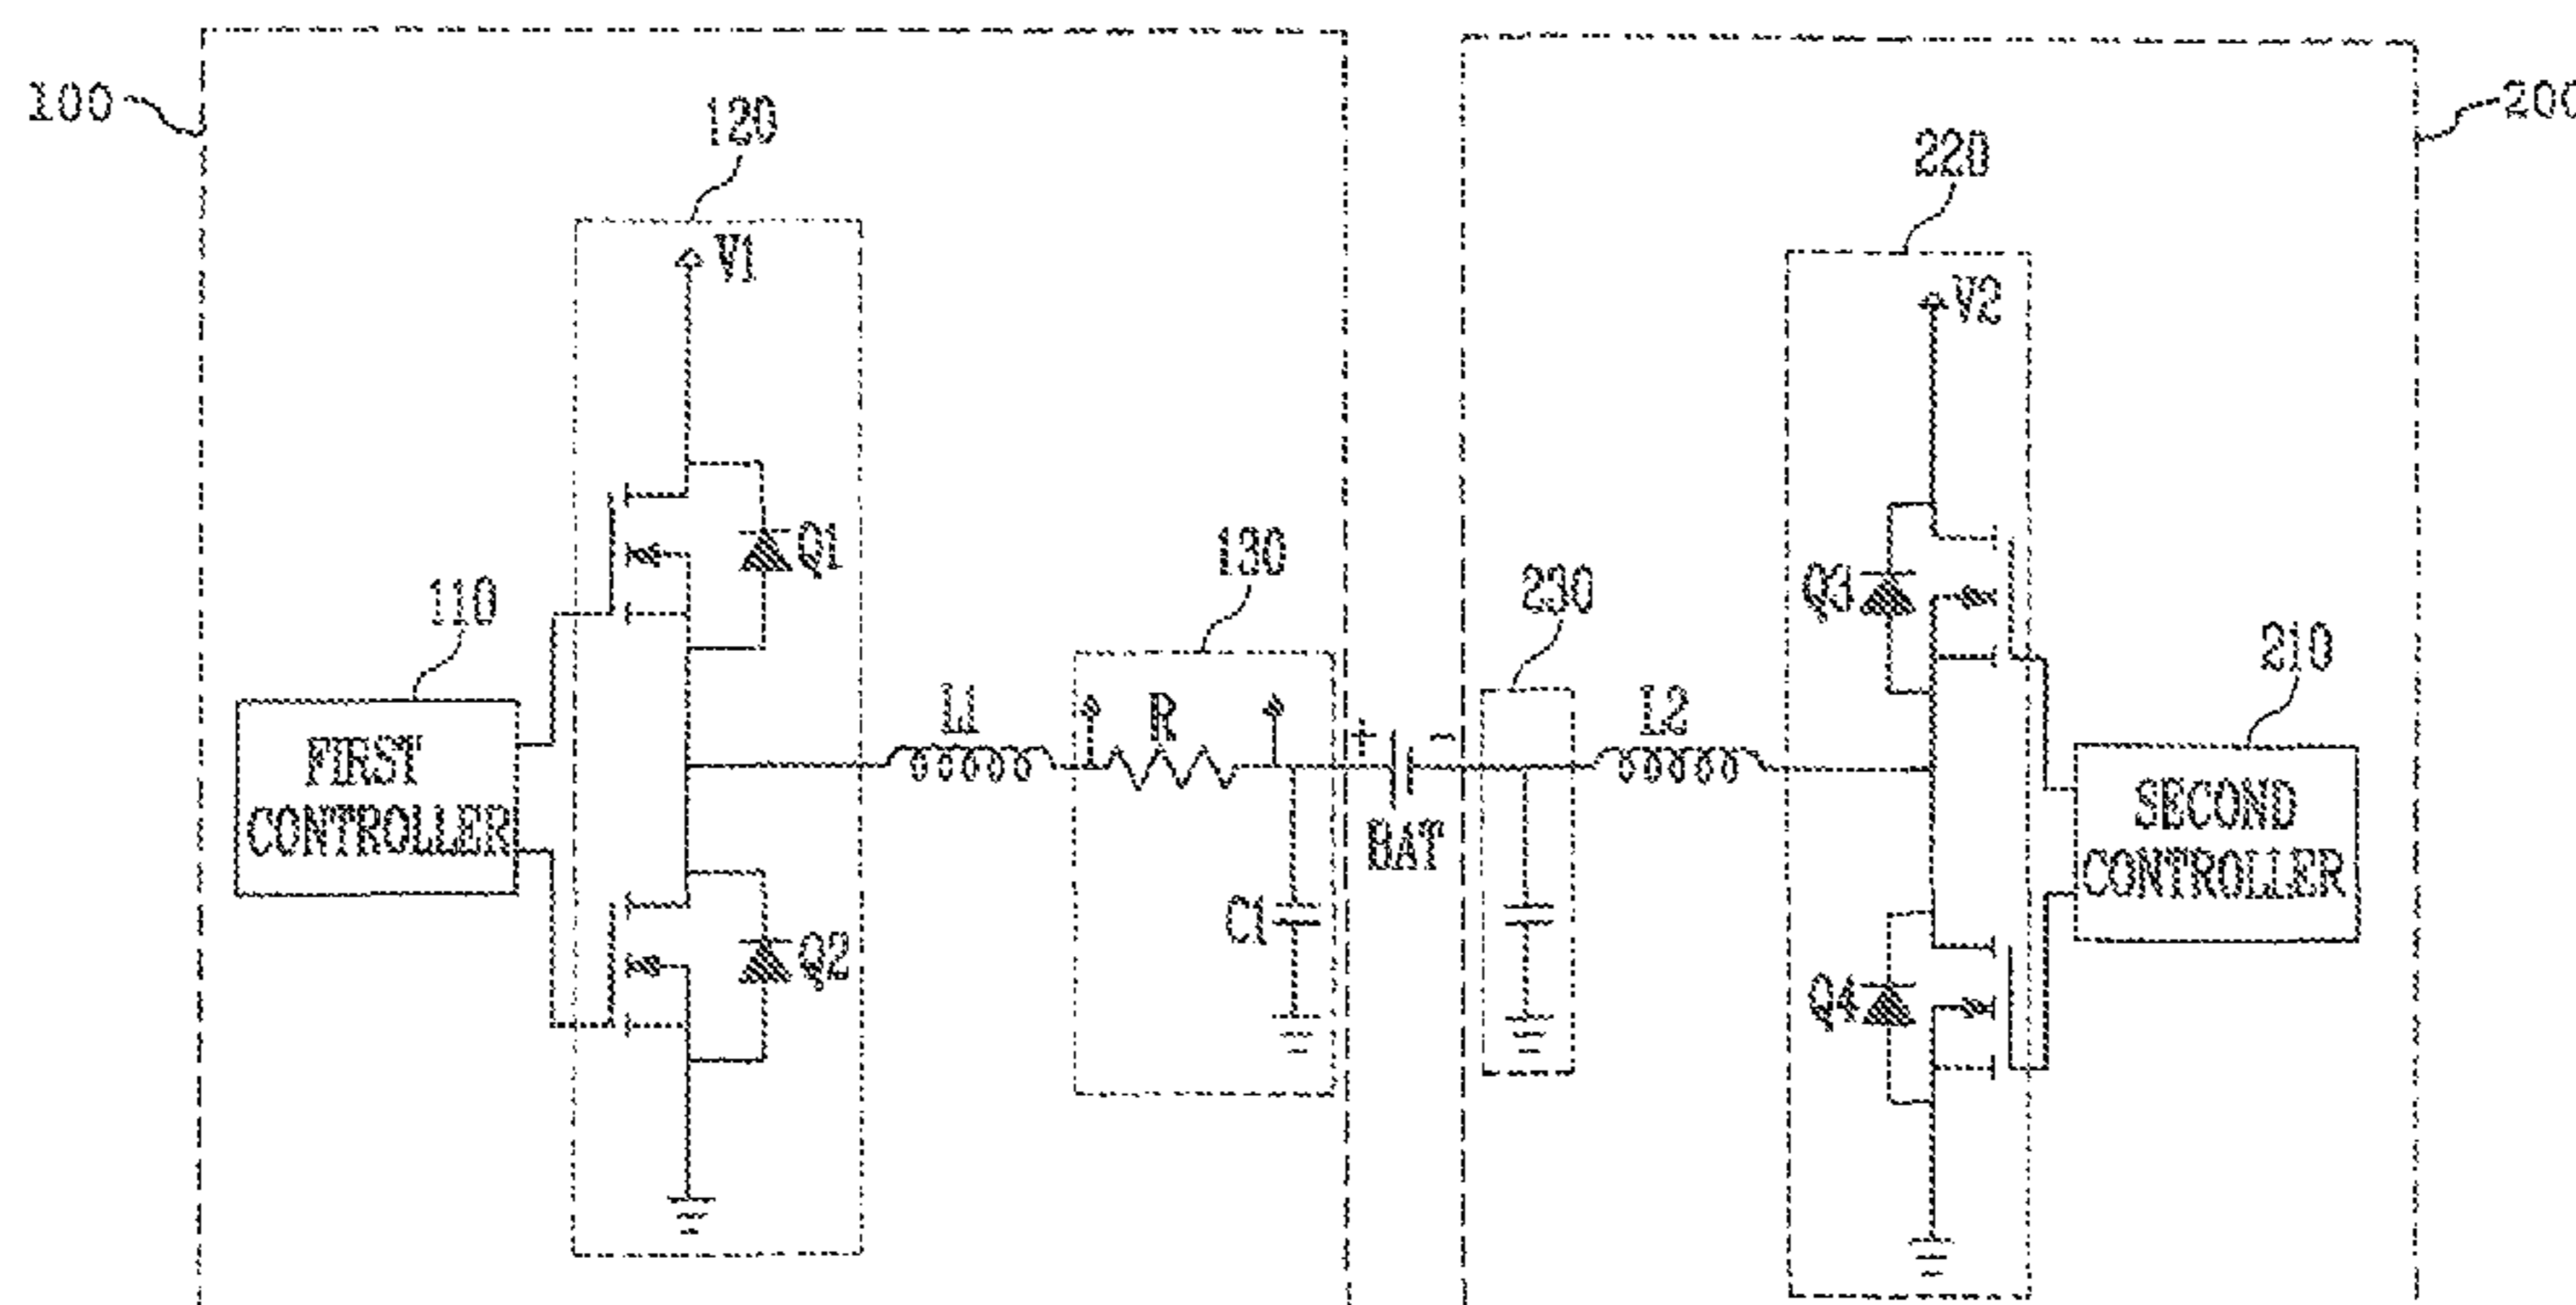 100
200
120
220
V1
V2
Q1
130
Q3
230
110
210
L1
R
L2
FIRST
CONTROLLER
+
-
SECOND
CONTROLLER
BAT
C1
Q2
Q4